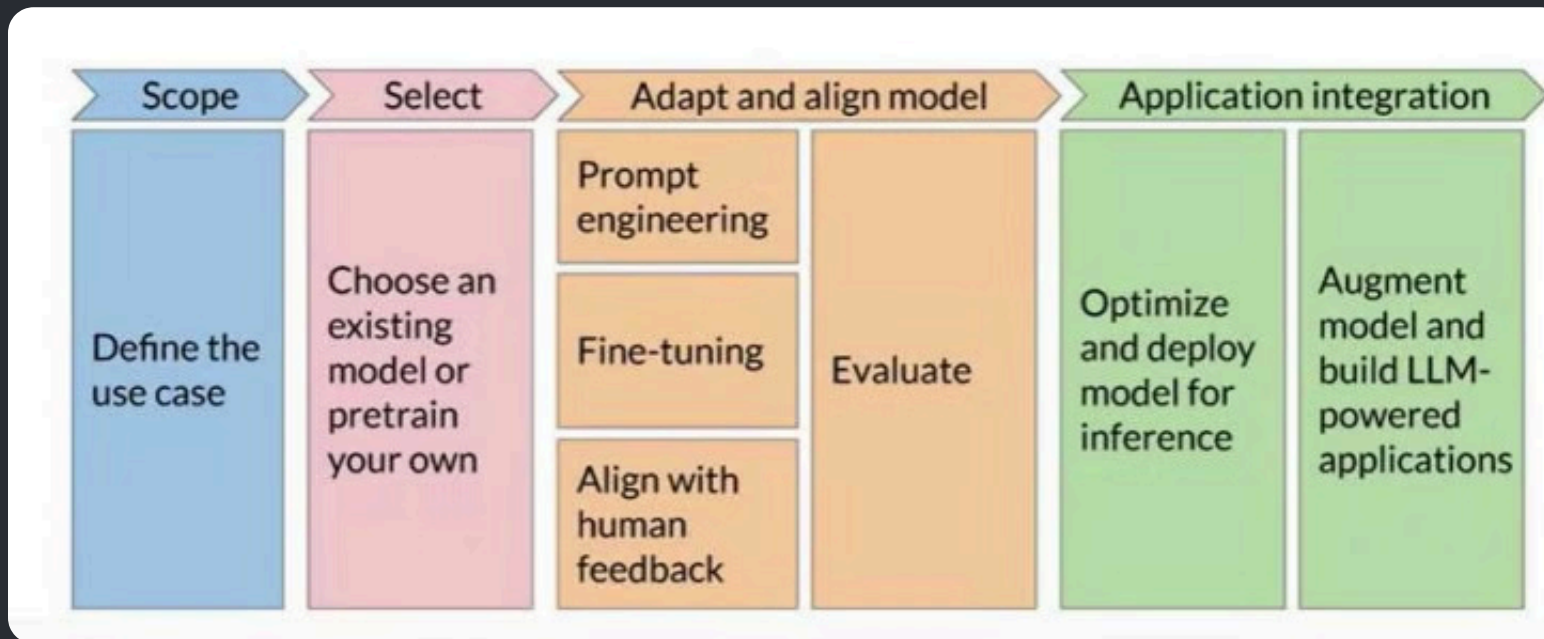 Scope
Select
Adapt and align model
Application integration
Define the
use case
Choose an
existing
model or
pretrain
your own
Prompt
engineering
Fine-tuning
Align with
human
feedback
Evaluate
Optimize
and deploy
model for
inference
Augment
model and
build LLM-
powered
applications